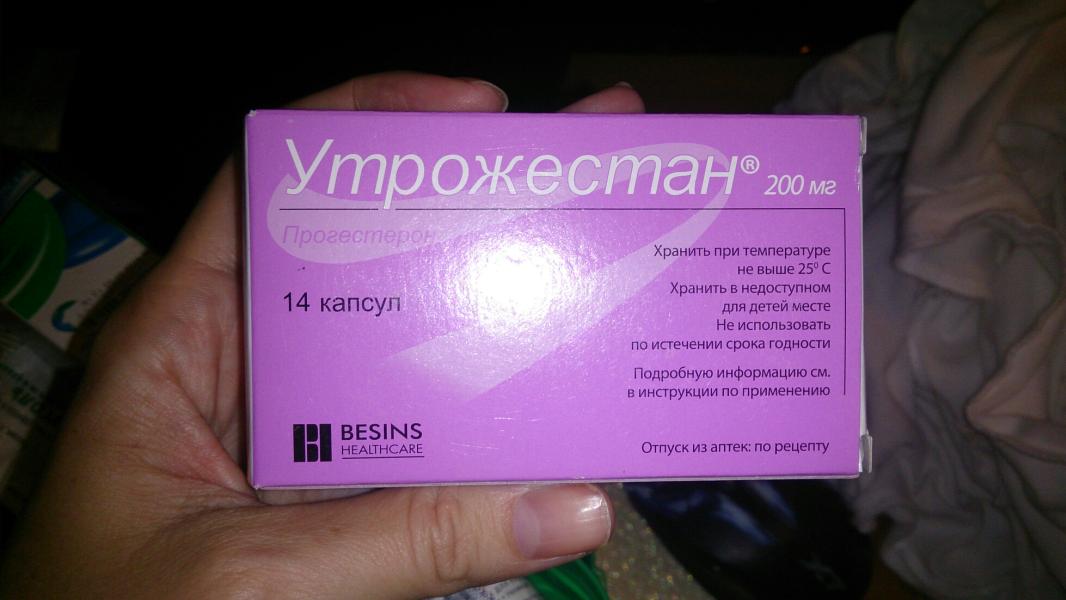 Утрожестан® 200 мг
Прогестерон
14 капсул
Хранить при температуре
не выше 25⁰ С
Хранить в недоступном
для детей месте
Не использовать
по истечении срока годности
Подробную информацию см.
в инструкции по применению
BESINS
HEALTHCARE
Отпуск из аптек: по рецепту